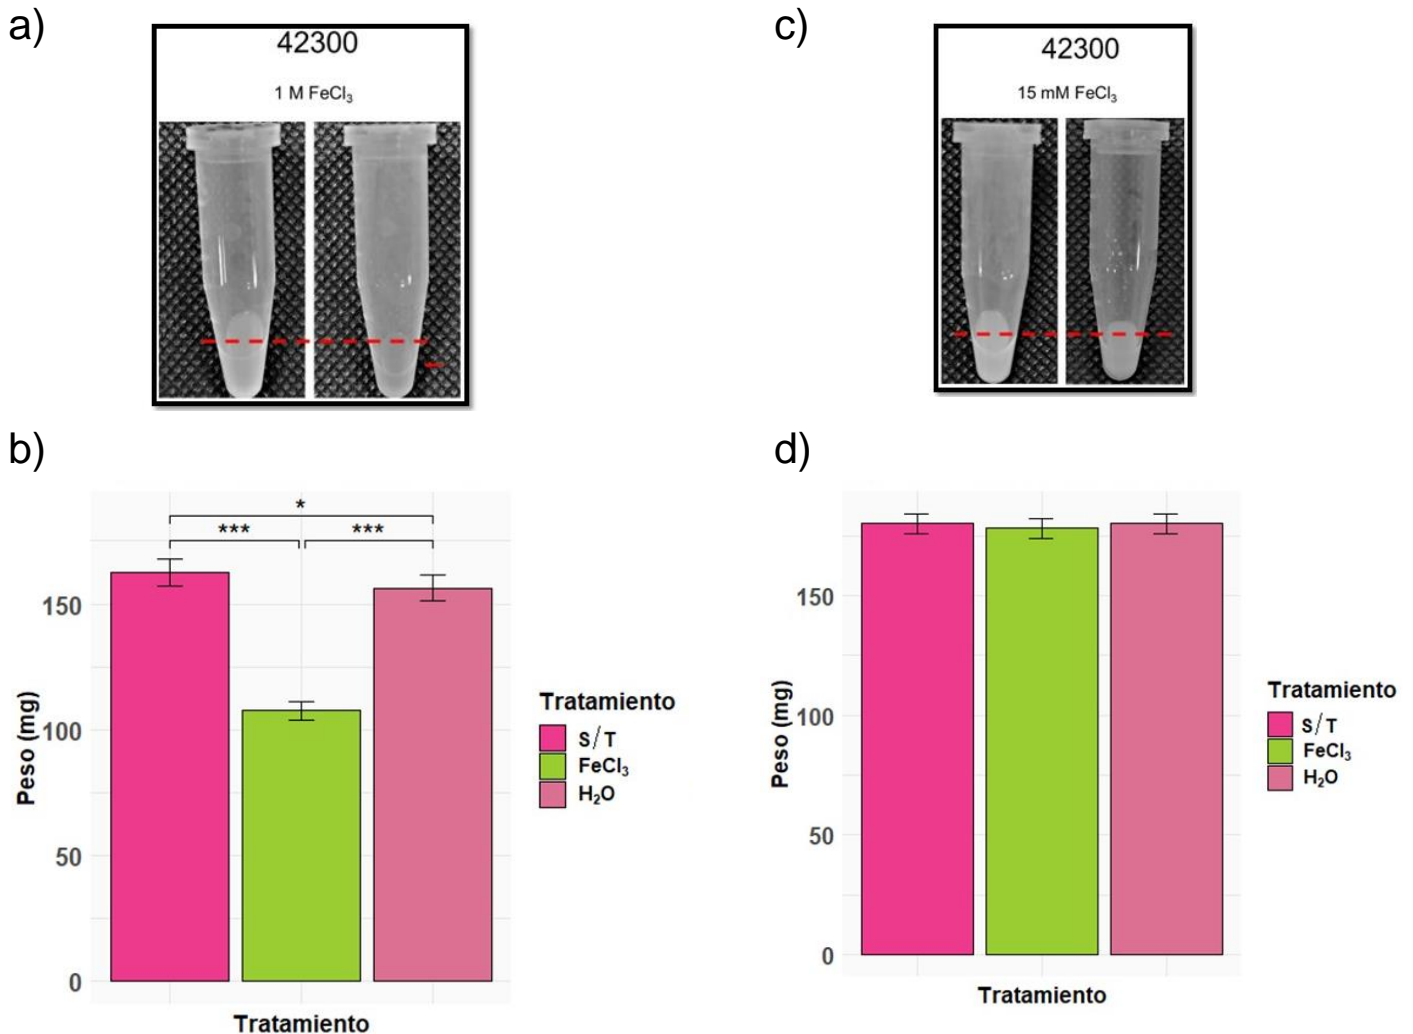 a)
42300
1 M FeCl₃
c)
42300
15 mM FeCl₃
b)
*
***
***
150
100
50
0
Peso (mg)
Tratamiento
Tratamiento
S/T
FeCl₃
H₂O
d)
150
100
50
0
Peso (mg)
Tratamiento
Tratamiento
S/T
FeCl₃
H₂O